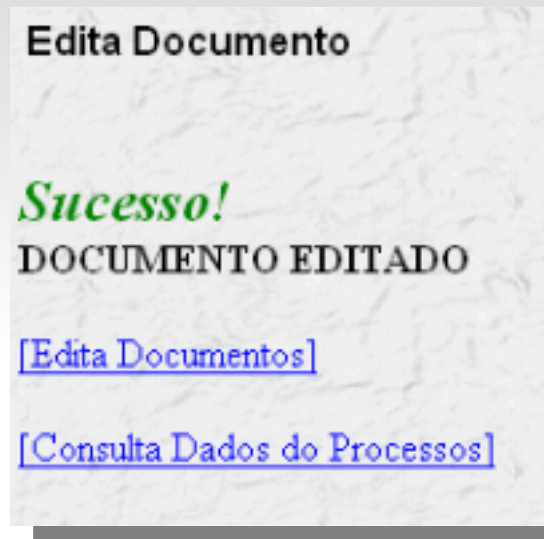 Edita Documento
Sucesso!
DOCUMENTO EDITADO
[Edita Documentos]
[Consulta Dados do Processos]